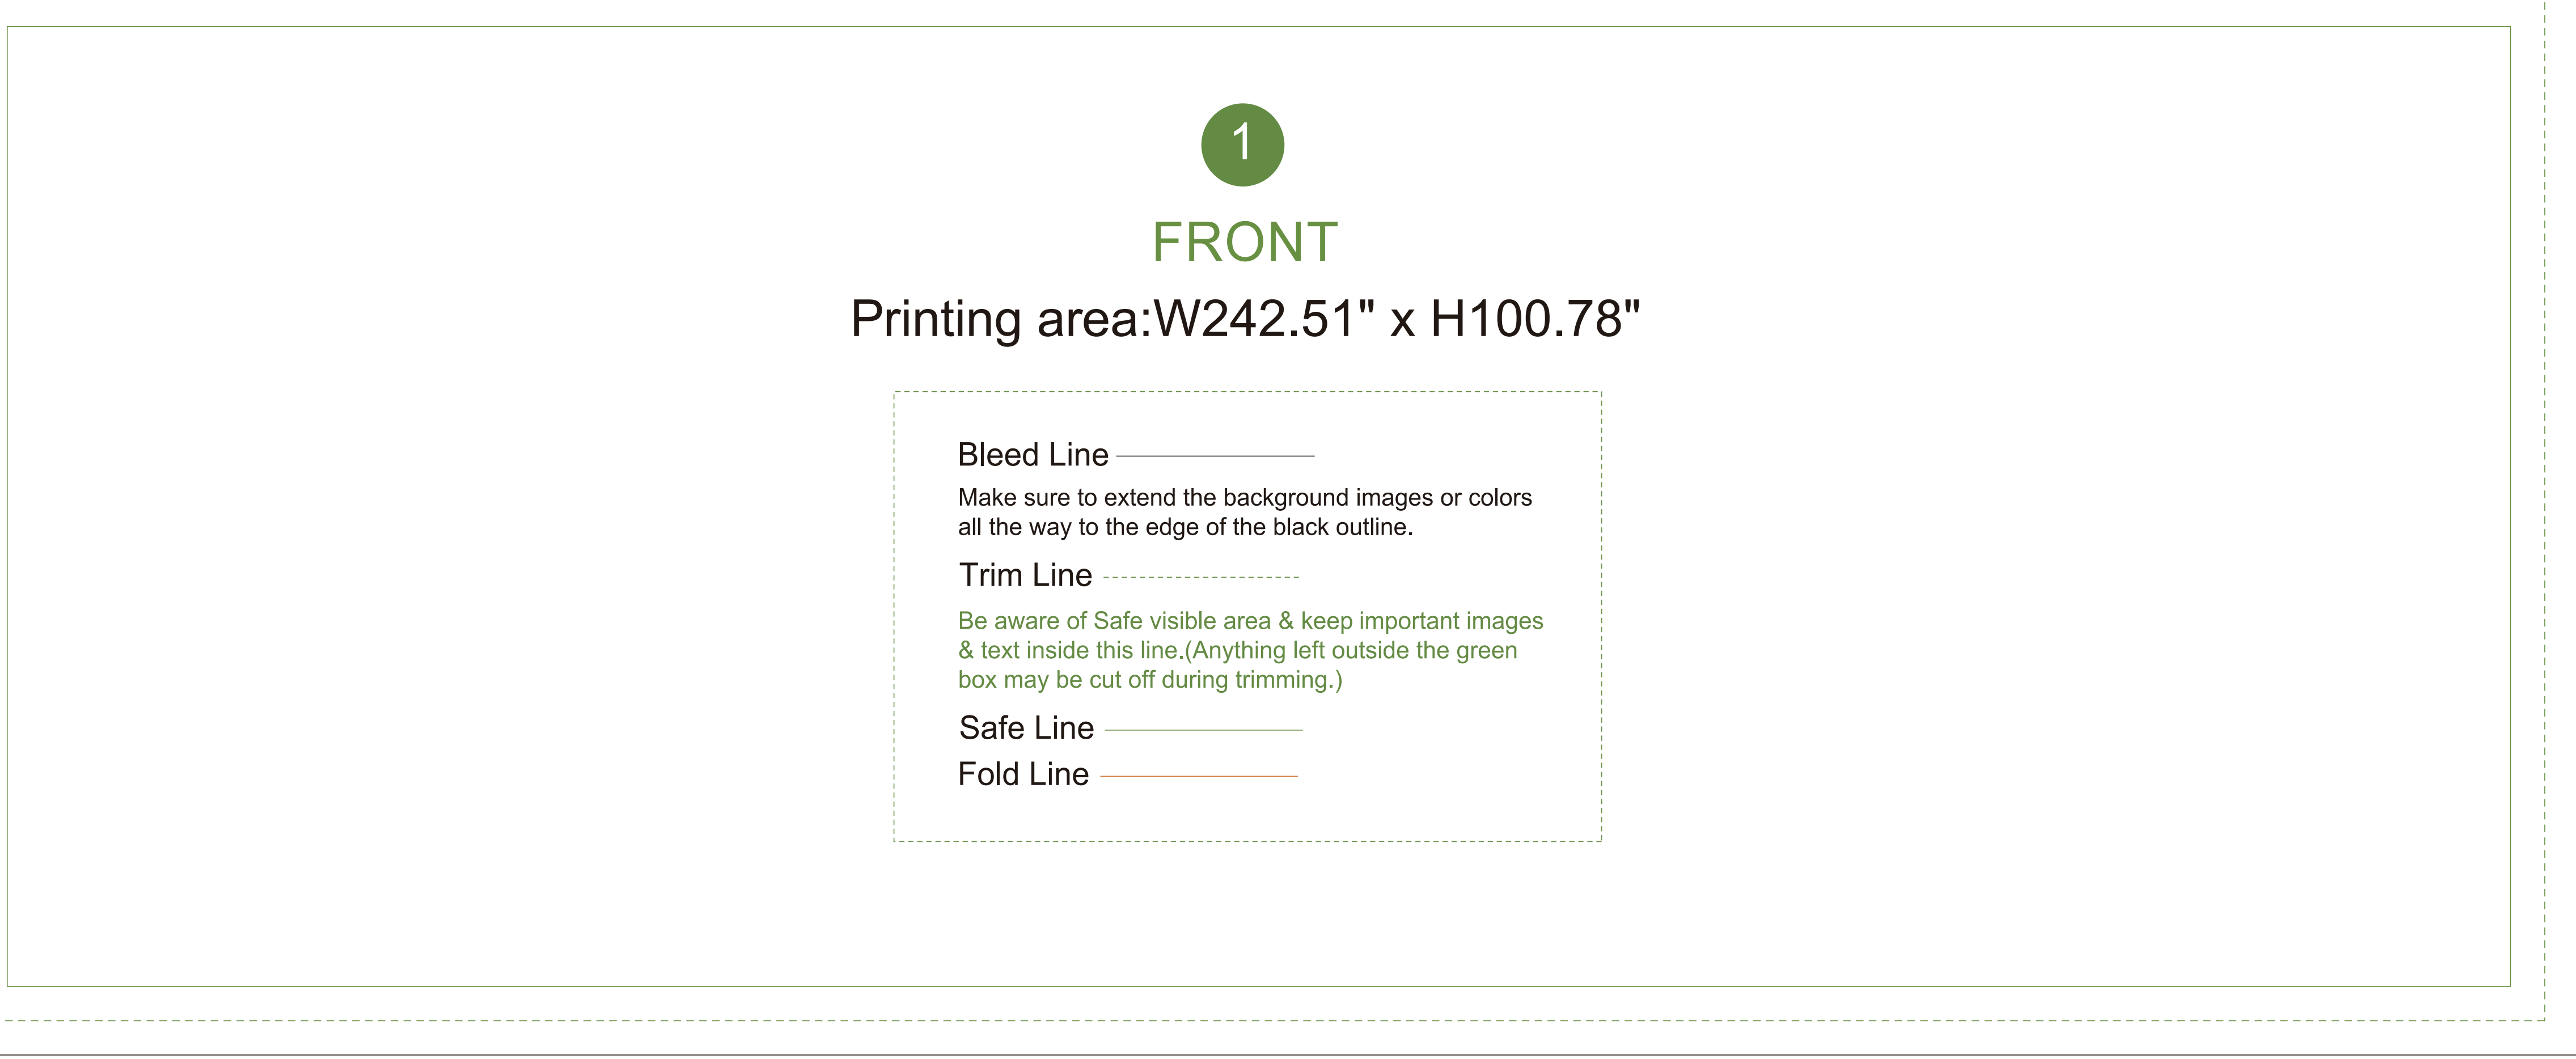 1
FRONT
Printing area:W242.51" x H100.78"
Bleed Line
Make sure to extend the background images or colors
all the way to the edge of the black outline.
Trim Line
Be aware of Safe visible area & keep important images
& text inside this line.(Anything left outside the green
box may be cut off during trimming.)
Safe Line
Fold Line